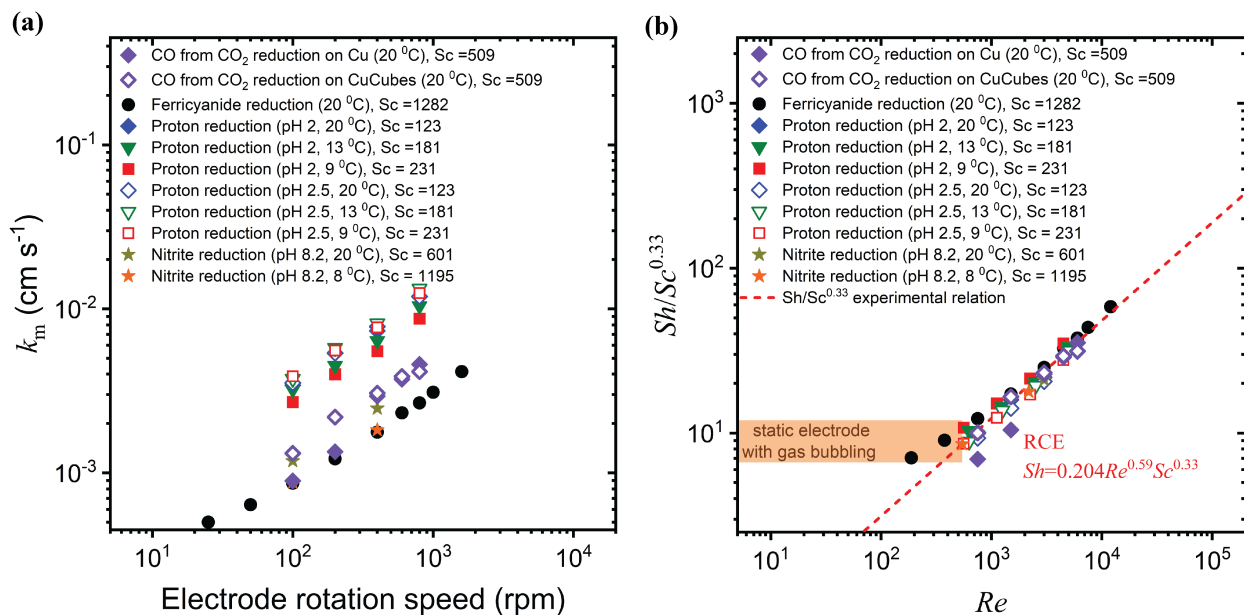 (a)
CO from CO₂ reduction on Cu (20 ⁰C), Sc =509
CO from CO₂ reduction on CuCubes (20 ⁰C), Sc =509
Ferricyanide reduction (20 ⁰C), Sc =1282
Proton reduction (pH 2, 20 ⁰C), Sc =123
Proton reduction (pH 2, 13 ⁰C), Sc =181
Proton reduction (pH 2, 9 ⁰C), Sc = 231
Proton reduction (pH 2.5, 20 ⁰C), Sc =123
Proton reduction (pH 2.5, 13 ⁰C), Sc =181
Proton reduction (pH 2.5, 9 ⁰C), Sc = 231
Nitrite reduction (pH 8.2, 20 ⁰C), Sc = 601
Nitrite reduction (pH 8.2, 8 ⁰C), Sc = 1195
10⁻¹
10⁻²
10⁻³
kₘ (cm s⁻¹)
10¹ 10² 10³ 10⁴
Electrode rotation speed (rpm)
(b)
CO from CO₂ reduction on Cu (20 ⁰C), Sc =509
CO from CO₂ reduction on CuCubes (20 ⁰C), Sc =509
Ferricyanide reduction (20 ⁰C), Sc =1282
Proton reduction (pH 2, 20 ⁰C), Sc =123
Proton reduction (pH 2, 13 ⁰C), Sc =181
Proton reduction (pH 2, 9 ⁰C), Sc = 231
Proton reduction (pH 2.5, 20 ⁰C), Sc =123
Proton reduction (pH 2.5, 13 ⁰C), Sc =181
Proton reduction (pH 2.5, 9 ⁰C), Sc = 231
Nitrite reduction (pH 8.2, 20 ⁰C), Sc = 601
Nitrite reduction (pH 8.2, 8 ⁰C), Sc = 1195
Sh/Sc⁰·³³ experimental relation
10³
10²
10¹
Sh/Sc⁰·³³
static electrode
with gas bubbling
RCE
Sh=0.204Re⁰·⁵⁹Sc⁰·³³
10¹ 10² 10³ 10⁴ 10⁵
Re